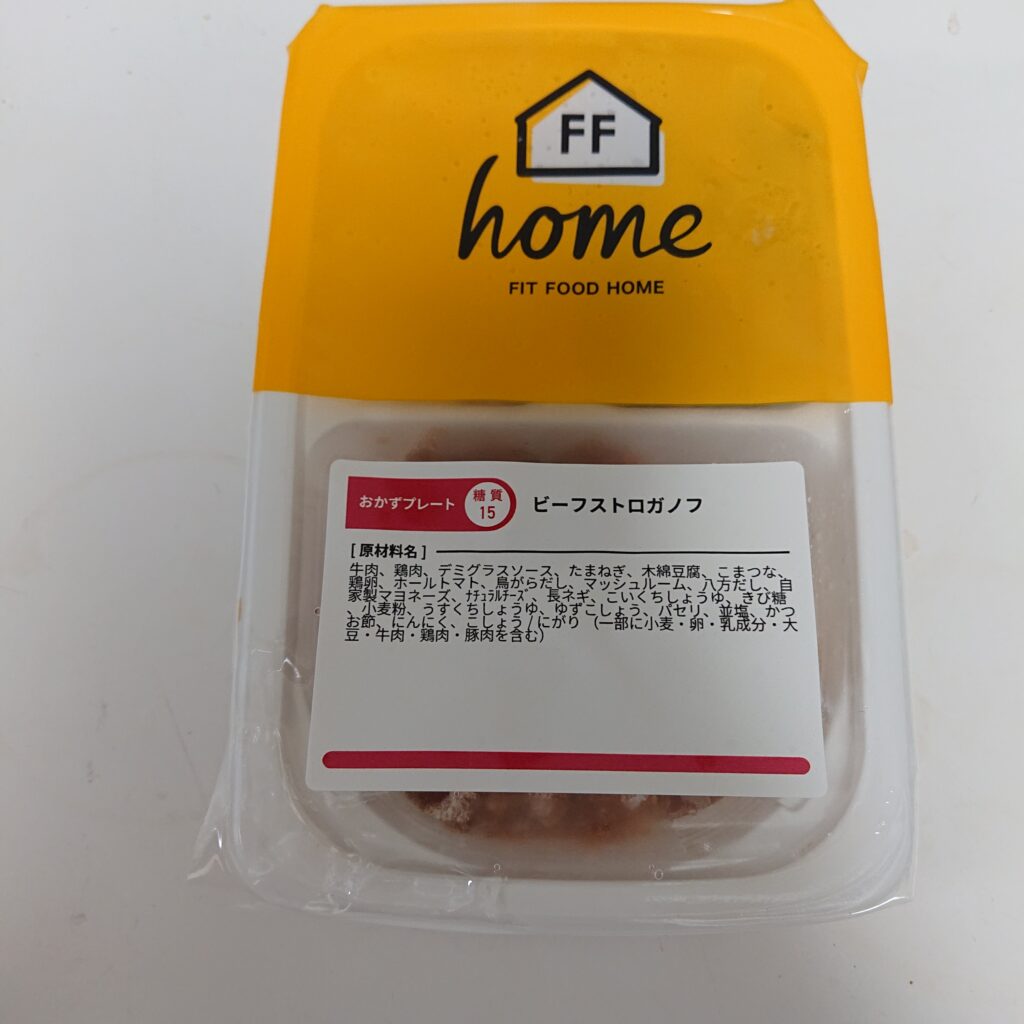 FF
home
FIT FOOD HOME
おかずプレート 糖質 15 ビーフストロガノフ
[ 原材料名 ]
牛肉、鶏肉、デミグラスソース、たまねぎ、木綿豆腐、こまつな、
鶏卵、ホールトマト、鳥がらだし、マッシュルーム、八方だし、自
家製マヨネーズ、ﾅﾁｭﾗﾙﾁｰｽﾞ、長ネギ、こいくちしょうゆ、きび糖
、小麦粉、うすくちしょうゆ、ゆずこしょう、パセリ、並塩、かつ
お節、にんにく、こしょう / にがり （一部に小麦・卵・乳成分・大
豆・牛肉・鶏肉・豚肉を含む）